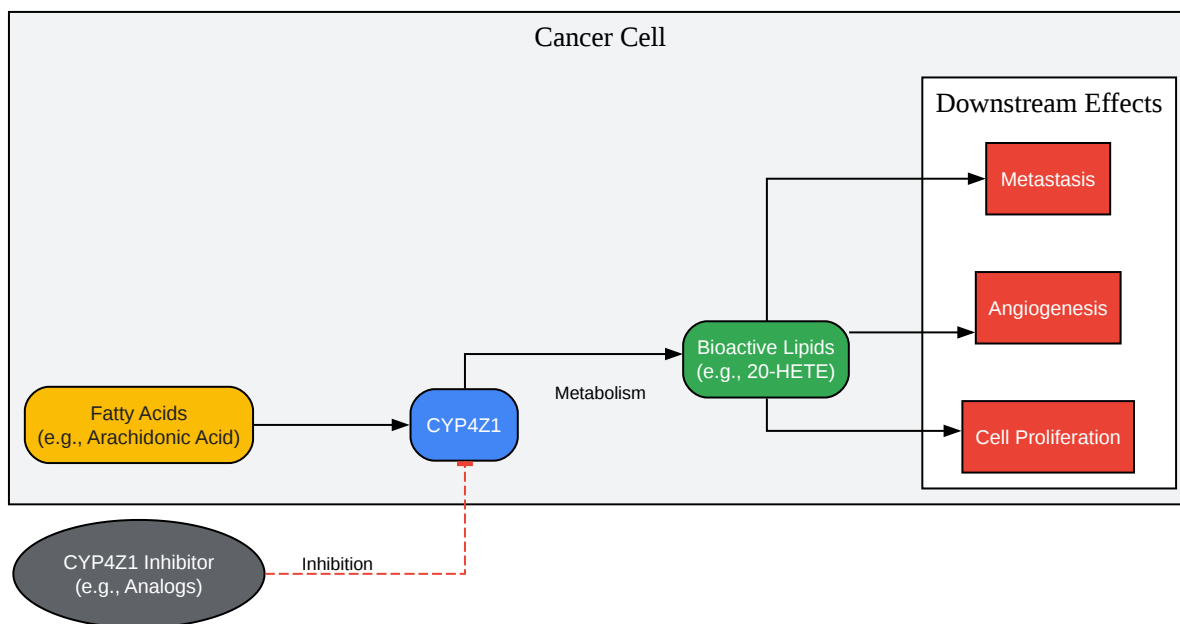 Cancer Cell
Downstream Effects
Metastasis
Angiogenesis
Bioactive Lipids
(e.g., 20-HETE)
Metabolism
Fatty Acids
(e.g., Arachidonic Acid)
CYP4Z1
Cell Proliferation
CYP4Z1 Inhibitor
(e.g., Analogs)
Inhibition